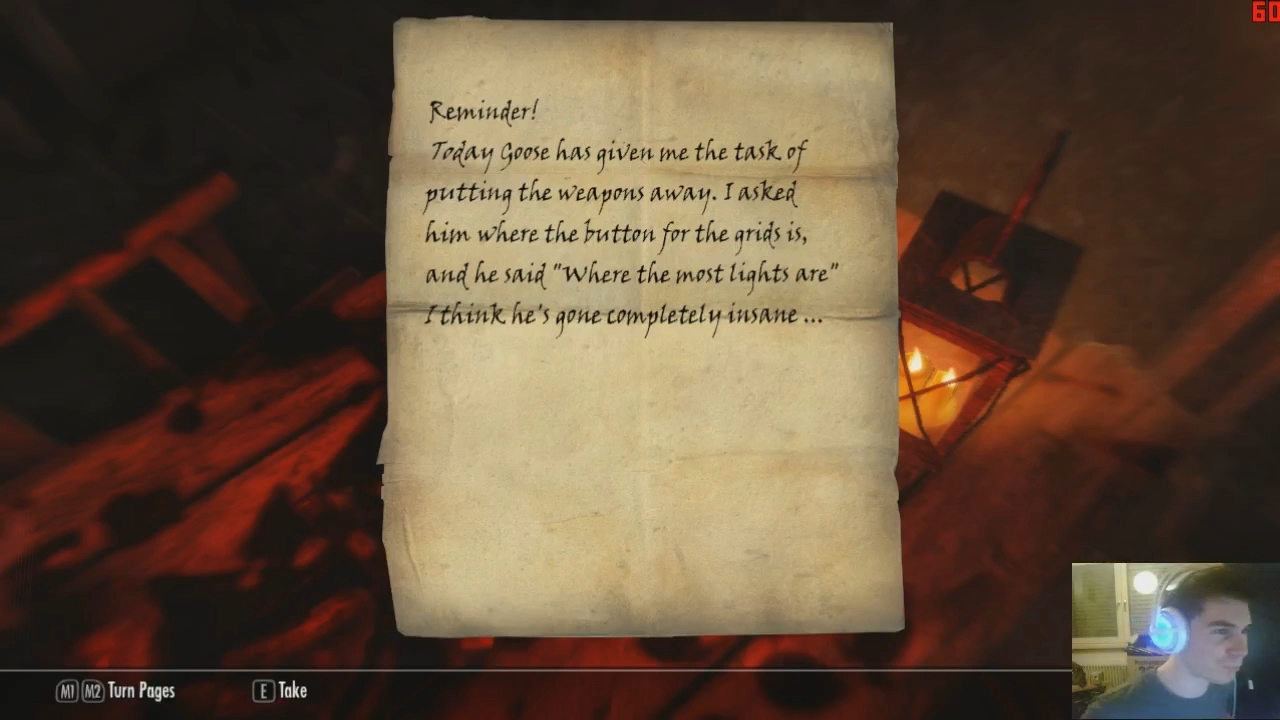 60
Reminder!
Today Goose has given me the task of
putting the weapons away. I asked
him where the button for the grids is,
and he said "Where the most lights are"
I think he's gone completely insane ...
M1 M2 Turn Pages
E Take